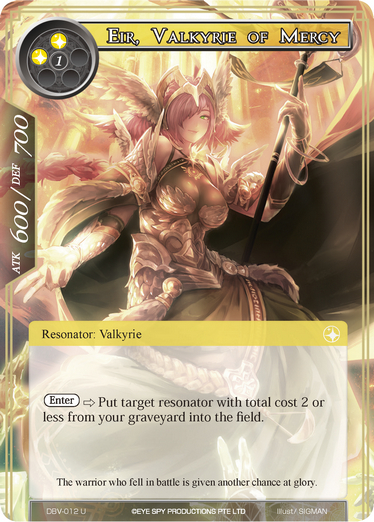 Eir, Valkyrie of Mercy
1
ATK 600/ DEF 700
Resonator: Valkyrie
Enter ⇨ Put target resonator with total cost 2 or
less from your graveyard into the field.
The warrior who fell in battle is given another chance at glory.
DBV-012 U ©EYE SPY PRODUCTIONS PTE LTD Illust/ SIGMAN